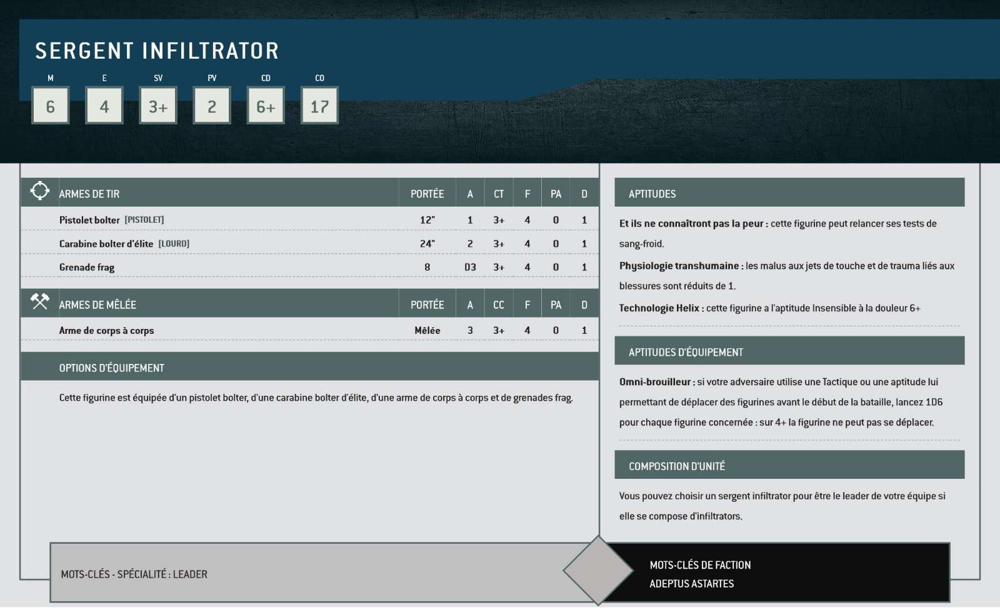 SERGENT INFILTRATOR
M E SV PV CD CO
6 4 3+ 2 6+ 17
ARMES DE TIR PORTÉE A CT F PA D
Pistolet bolter [PISTOLET] 12" 1 3+ 4 0 1
Carabine bolter d'élite [LOURD] 24" 2 3+ 4 0 1
Grenade frag 8 D3 3+ 4 0 1
ARMES DE MÊLÉE PORTÉE A CC F PA D
Arme de corps à corps Mêlée 3 3+ 4 0 1
OPTIONS D'ÉQUIPEMENT
Cette figurine est équipée d'un pistolet bolter, d'une carabine bolter d'élite, d'une arme de corps à corps et de grenades frag.
APTITUDES
Et ils ne connaîtront pas la peur : cette figurine peut relancer ses tests de
sang-froid.
Physiologie transhumaine : les malus aux jets de touche et de trauma liés aux
blessures sont réduits de 1.
Technologie Helix : cette figurine a l'aptitude Insensible à la douleur 6+
APTITUDES D'ÉQUIPEMENT
Omni-brouilleur : si votre adversaire utilise une Tactique ou une aptitude lui
permettant de déplacer des figurines avant le début de la bataille, lancez 1D6
pour chaque figurine concernée : sur 4+ la figurine ne peut pas se déplacer.
COMPOSITION D'UNITÉ
Vous pouvez choisir un sergent infiltrator pour être le leader de votre équipe si
elle se compose d'infiltrators.
MOTS-CLÉS - SPÉCIALITÉ : LEADER
MOTS-CLÉS DE FACTION
ADEPTUS ASTARTES